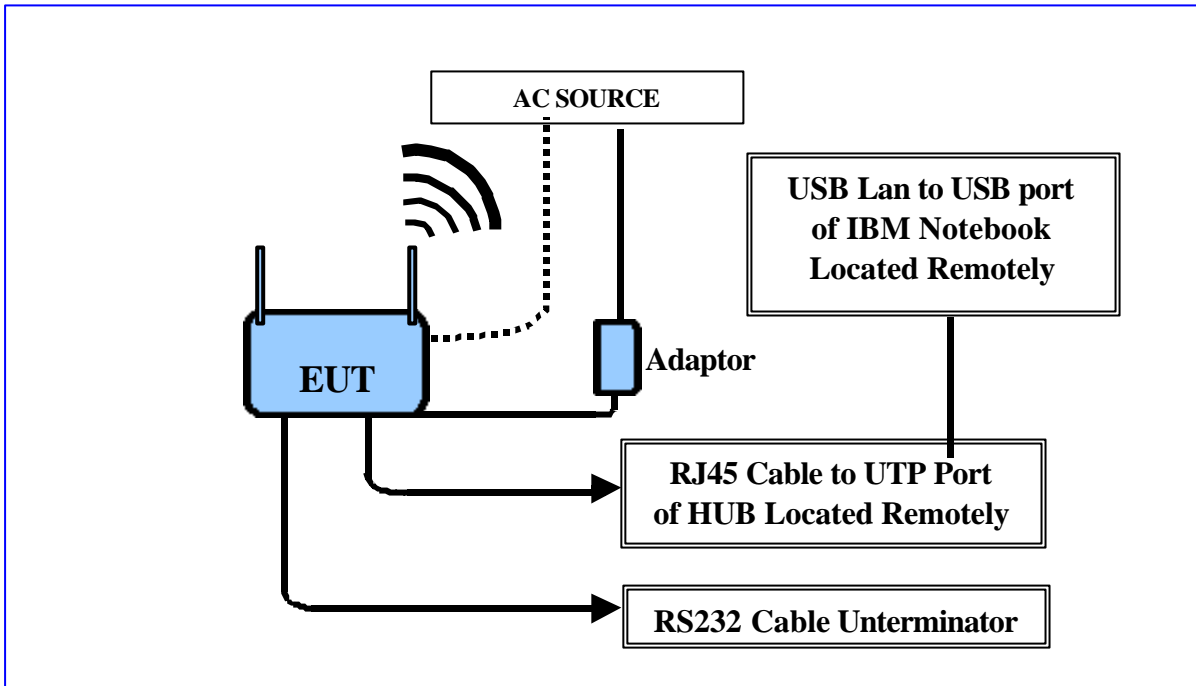 AC SOURCE
USB Lan to USB port
of IBM Notebook
Located Remotely
EUT
Adaptor
RJ45 Cable to UTP Port
of HUB Located Remotely
RS232 Cable Unterminator